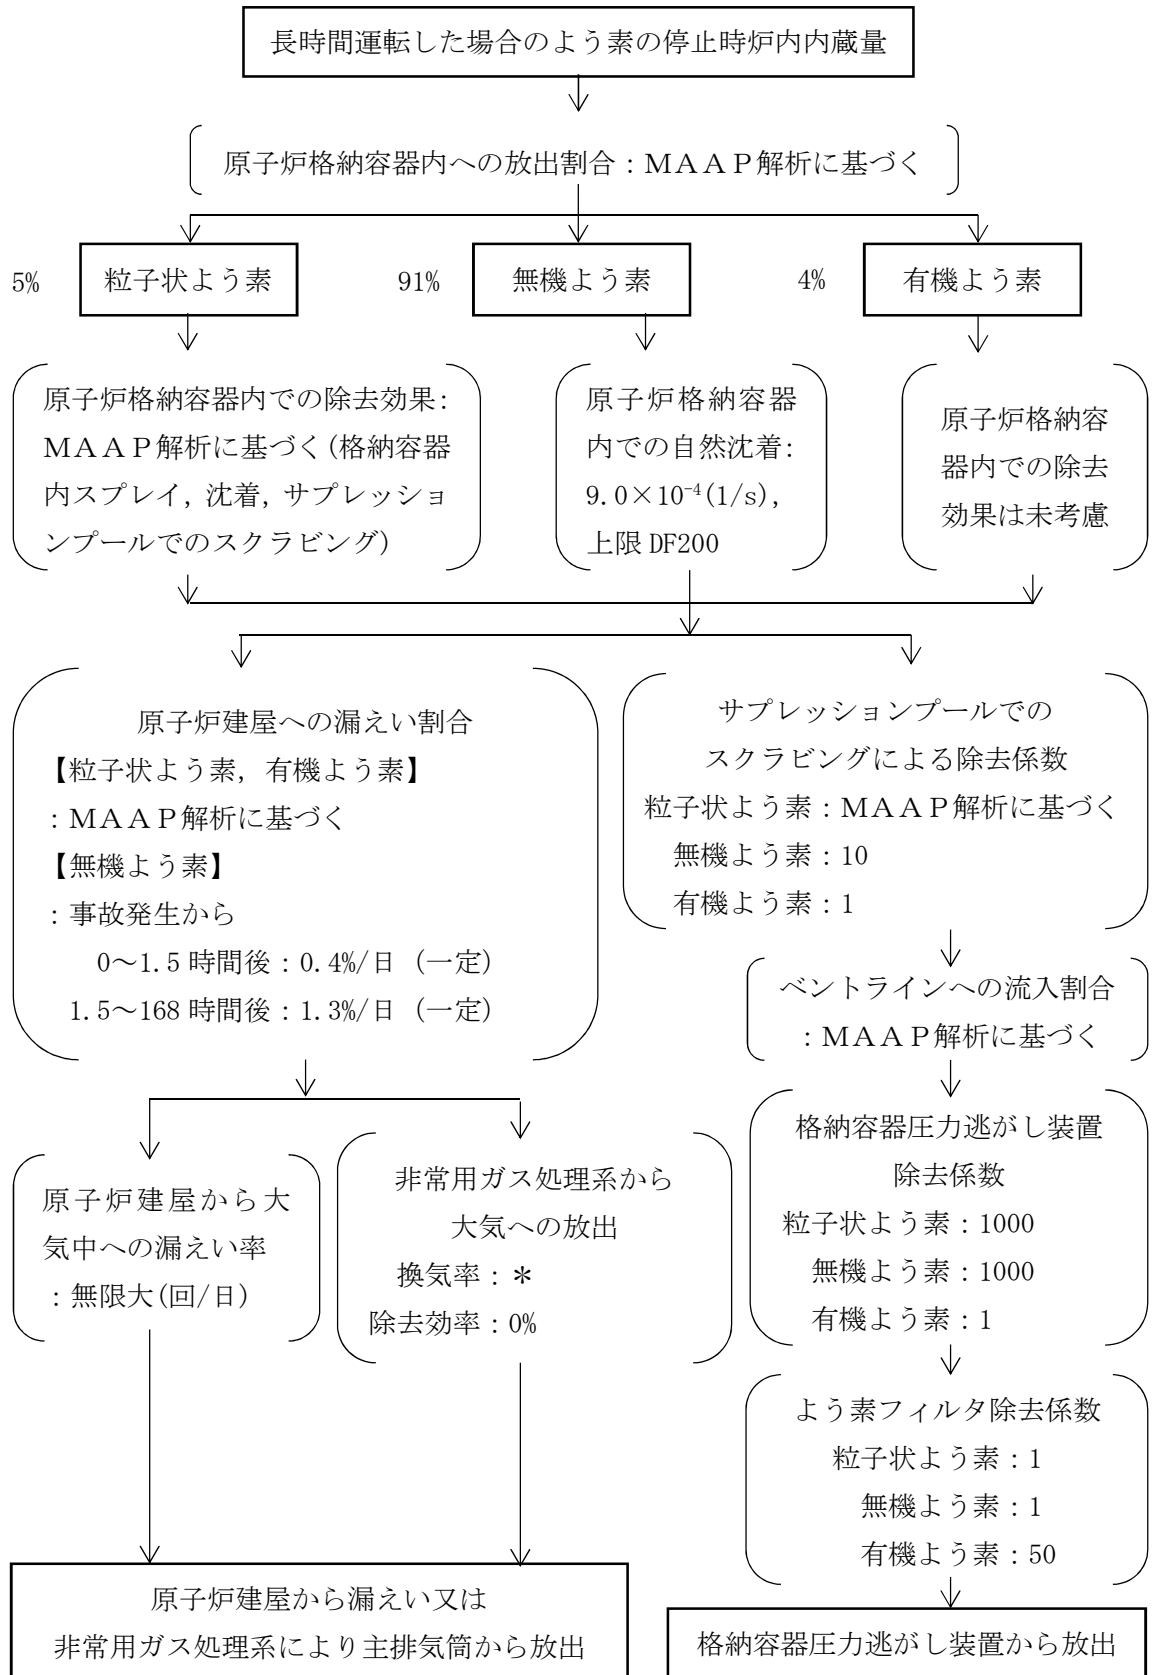 長時間運転した場合のよう素の停止時炉内内蔵量
原子炉格納容器内への放出割合：ＭＡＡＰ解析に基づく
5%
粒子状よう素
91%
無機よう素
4%
有機よう素
原子炉格納容器内での除去効果：
ＭＡＡＰ解析に基づく(格納容器
内スプレイ，沈着，サプレッショ
ンプールでのスクラビング)
原子炉格納容器
内での自然沈着：
9.0×10⁻⁴(1/s)，
上限 DF200
原子炉格納容
器内での除去
効果は未考慮
原子炉建屋への漏えい割合
【粒子状よう素，有機よう素】
：ＭＡＡＰ解析に基づく
【無機よう素】
：事故発生から
0～1.5 時間後：0.4%/日 (一定)
1.5～168 時間後：1.3%/日 (一定)
サプレッションプールでの
スクラビングによる除去係数
粒子状よう素：ＭＡＡＰ解析に基づく
無機よう素：10
有機よう素：1
ベントラインへの流入割合
：ＭＡＡＰ解析に基づく
原子炉建屋から大
気中への漏えい率
：無限大(回/日)
非常用ガス処理系から
大気への放出
換気率：＊
除去効率：0%
格納容器圧力逃がし装置
除去係数
粒子状よう素：1000
無機よう素：1000
有機よう素：1
よう素フィルタ除去係数
粒子状よう素：1
無機よう素：1
有機よう素：50
原子炉建屋から漏えい又は
非常用ガス処理系により主排気筒から放出
格納容器圧力逃がし装置から放出